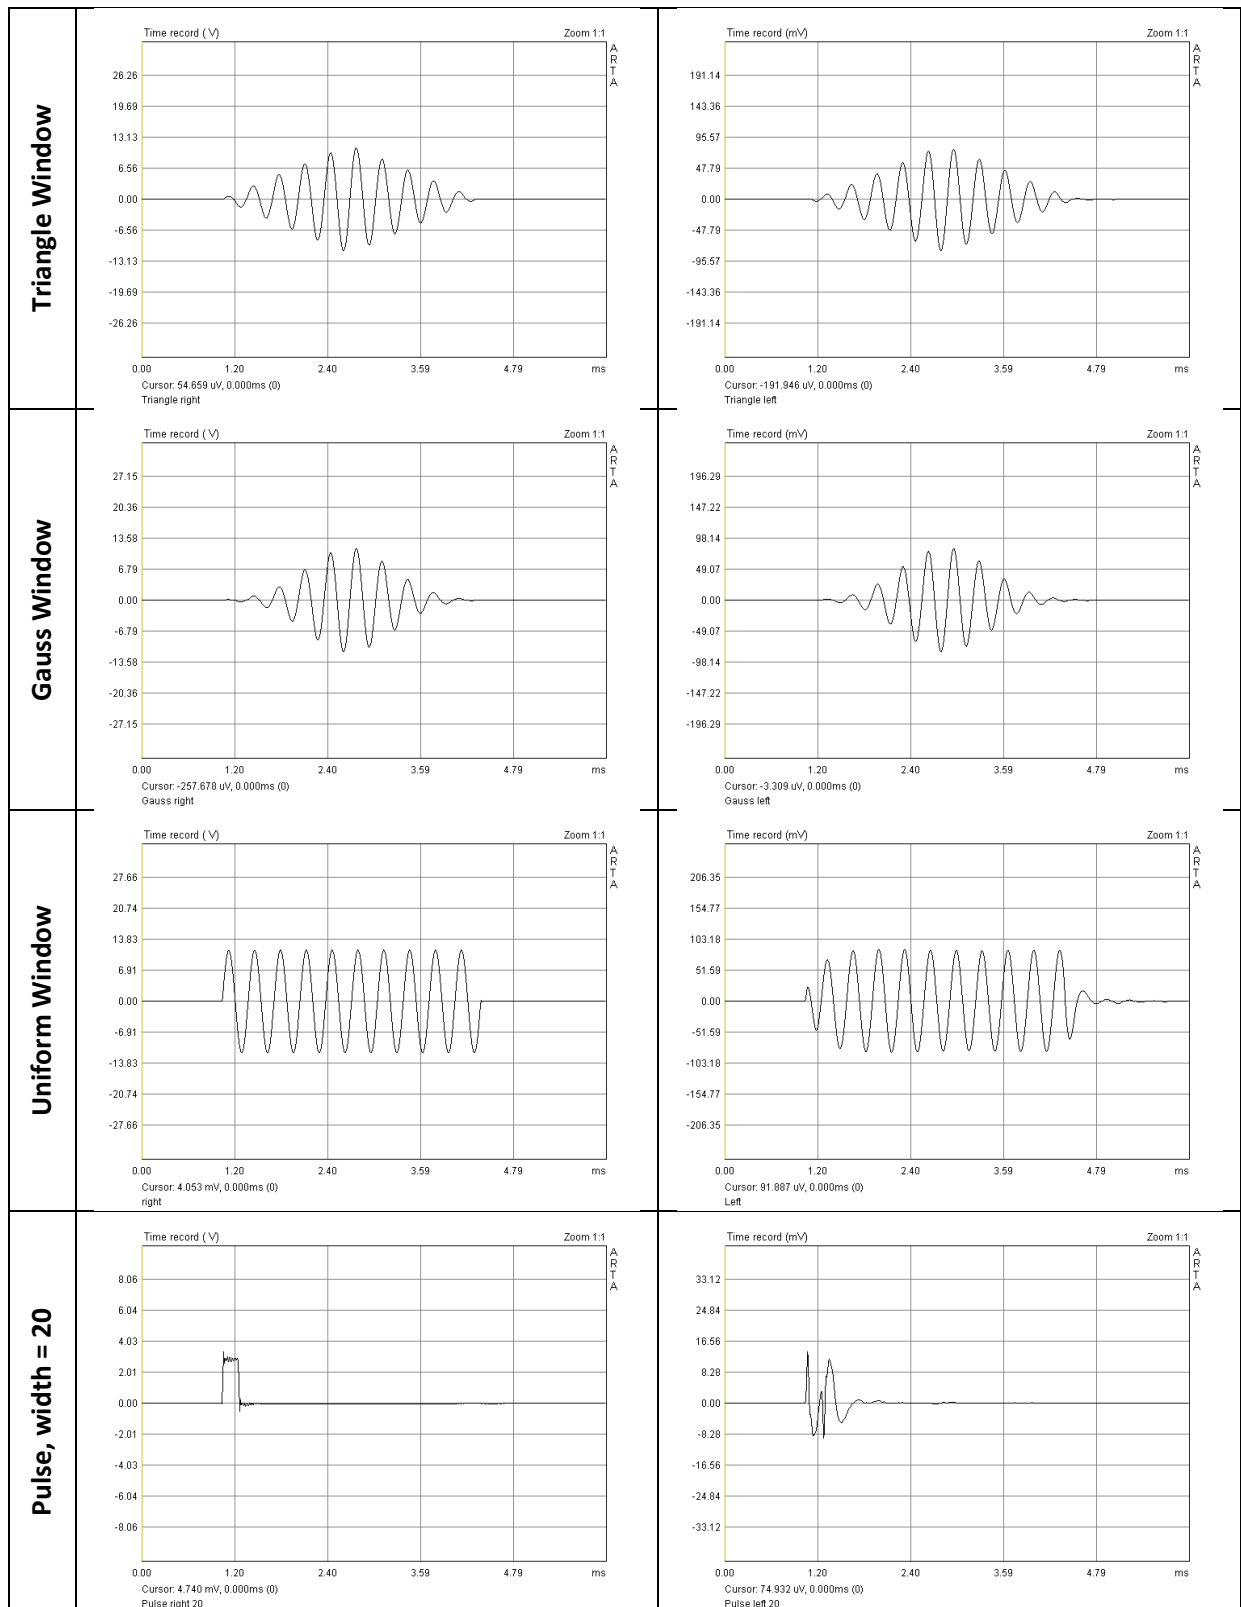 Triangle Window
Time record ( V)
Zoom 1:1
A
R
T
A
26.26
19.69
13.13
6.56
0.00
-6.56
-13.13
-19.69
-26.26
0.00 1.20 2.40 3.59 4.79 ms
Cursor: 54.659 uV, 0.000ms (0)
Triangle right
Time record (mV)
Zoom 1:1
A
R
T
A
191.14
143.36
95.57
47.79
0.00
-47.79
-95.57
-143.36
-191.14
0.00 1.20 2.40 3.59 4.79 ms
Cursor: -191.946 uV, 0.000ms (0)
Triangle left
Gauss Window
Time record ( V)
Zoom 1:1
A
R
T
A
27.15
20.36
13.58
6.79
0.00
-6.79
-13.58
-20.36
-27.15
0.00 1.20 2.40 3.59 4.79 ms
Cursor: -257.678 uV, 0.000ms (0)
Gauss right
Time record (mV)
Zoom 1:1
A
R
T
A
196.29
147.22
98.14
49.07
0.00
-49.07
-98.14
-147.22
-196.29
0.00 1.20 2.40 3.59 4.79 ms
Cursor: -3.309 uV, 0.000ms (0)
Gauss left
Uniform Window
Time record ( V)
Zoom 1:1
A
R
T
A
27.66
20.74
13.83
6.91
0.00
-6.91
-13.83
-20.74
-27.66
0.00 1.20 2.40 3.59 4.79 ms
Cursor: 4.053 mV, 0.000ms (0)
right
Time record (mV)
Zoom 1:1
A
R
T
A
206.35
154.77
103.18
51.59
0.00
-51.59
-103.18
-154.77
-206.35
0.00 1.20 2.40 3.59 4.79 ms
Cursor: 91.887 uV, 0.000ms (0)
Left
Pulse, width = 20
Time record ( V)
Zoom 1:1
A
R
T
A
8.06
6.04
4.03
2.01
0.00
-2.01
-4.03
-6.04
-8.06
0.00 1.20 2.40 3.59 4.79 ms
Cursor: 4.740 mV, 0.000ms (0)
Pulse right 20
Time record (mV)
Zoom 1:1
A
R
T
A
33.12
24.84
16.56
8.28
0.00
-8.28
-16.56
-24.84
-33.12
0.00 1.20 2.40 3.59 4.79 ms
Cursor: 74.932 uV, 0.000ms (0)
Pulse left 20